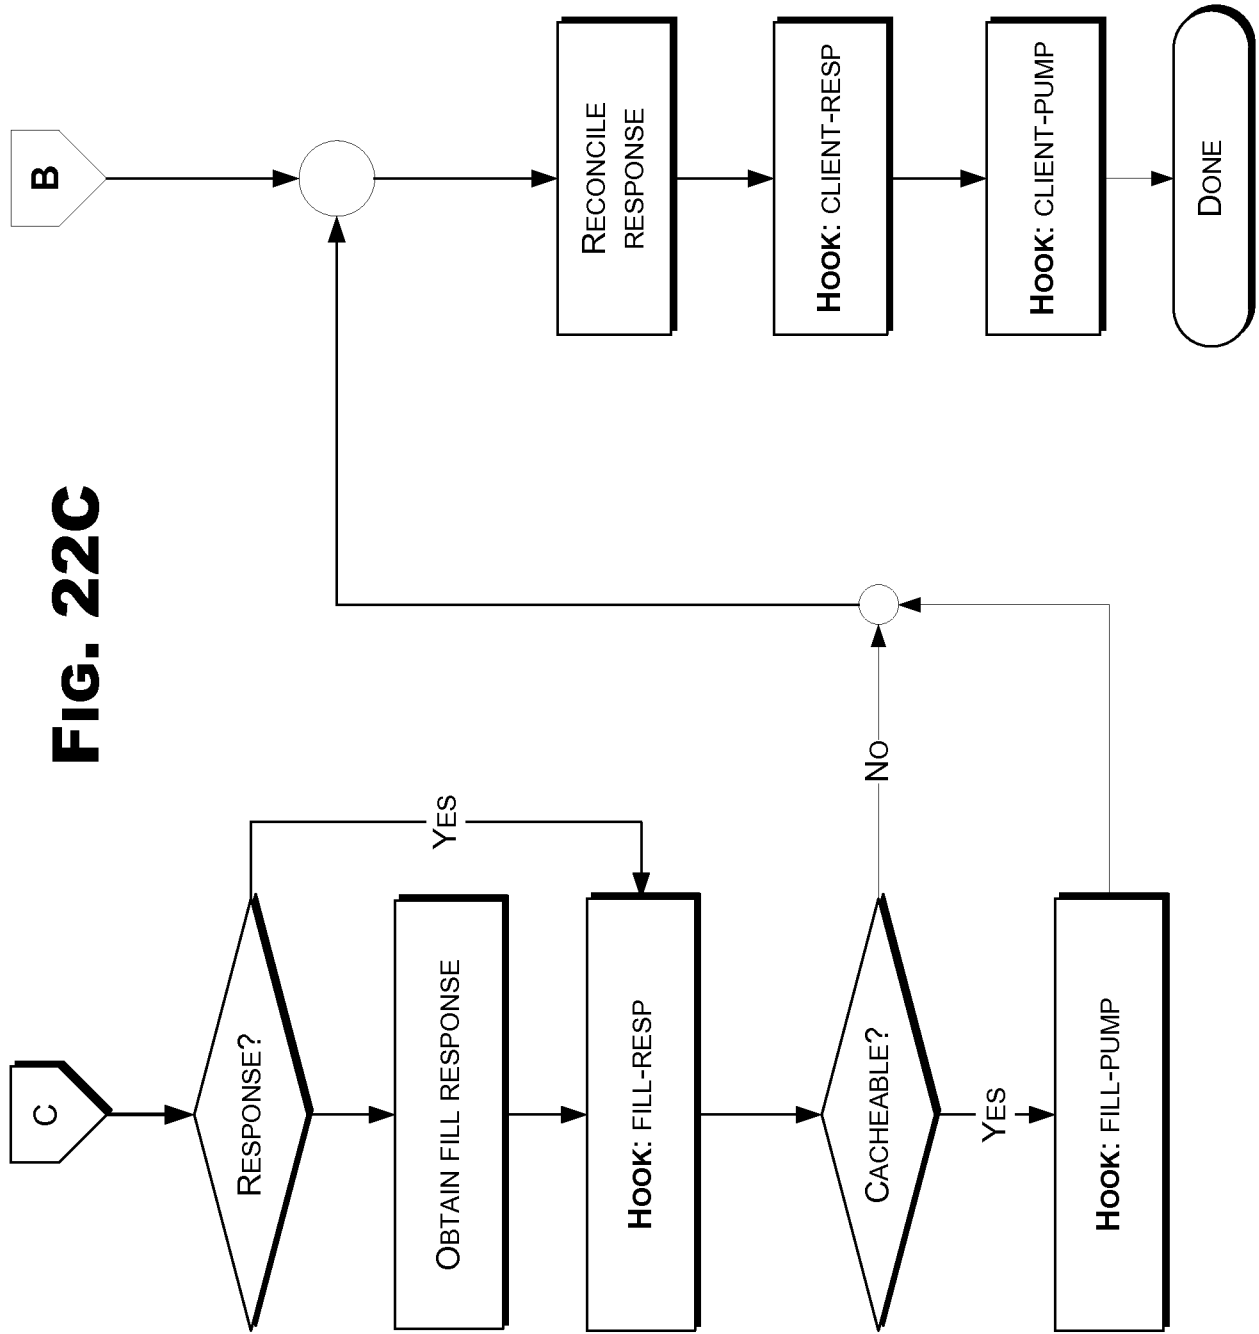 FIG. 22C
C
RESPONSE?
YES
OBTAIN FILL RESPONSE
HOOK: FILL-RESP
CACHEABLE?
NO
YES
HOOK: FILL-PUMP
B
RECONCILE
RESPONSE
HOOK: CLIENT-RESP
HOOK: CLIENT-PUMP
DONE